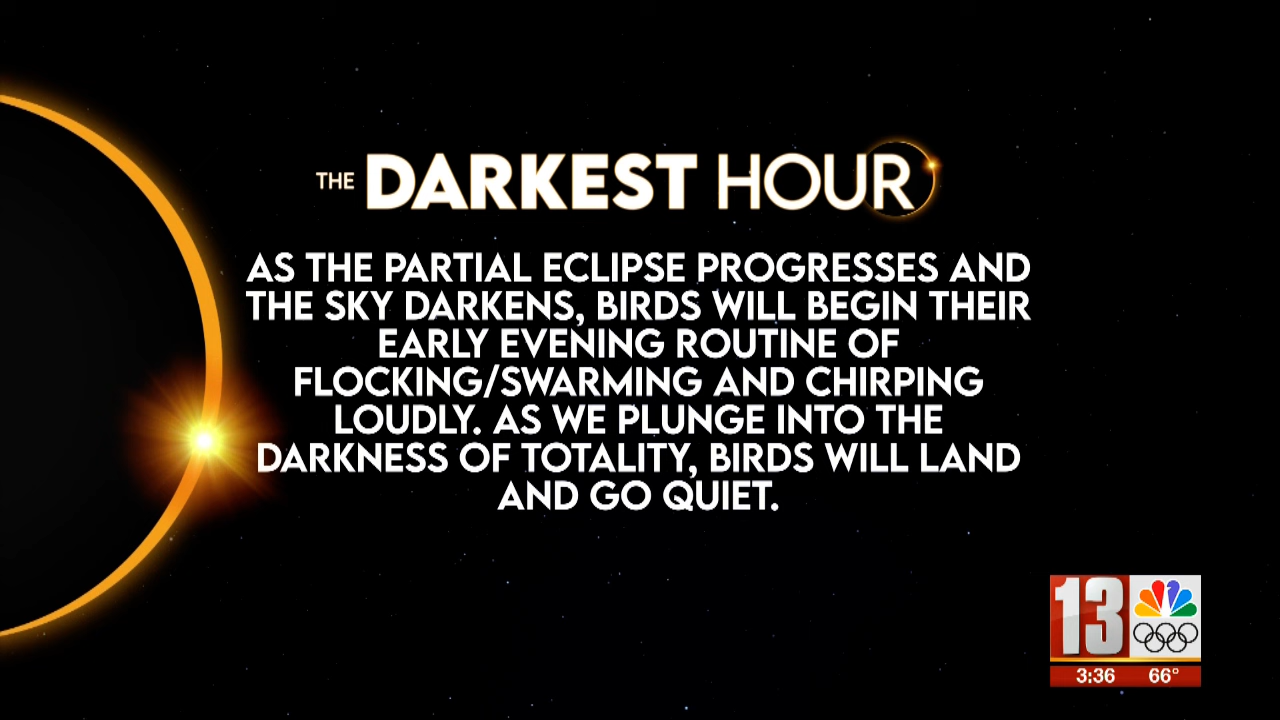 THE DARKEST HOUR
AS THE PARTIAL ECLIPSE PROGRESSES AND
THE SKY DARKENS, BIRDS WILL BEGIN THEIR
EARLY EVENING ROUTINE OF
FLOCKING/SWARMING AND CHIRPING
LOUDLY. AS WE PLUNGE INTO THE
DARKNESS OF TOTALITY, BIRDS WILL LAND
AND GO QUIET.
13
3:36 66°